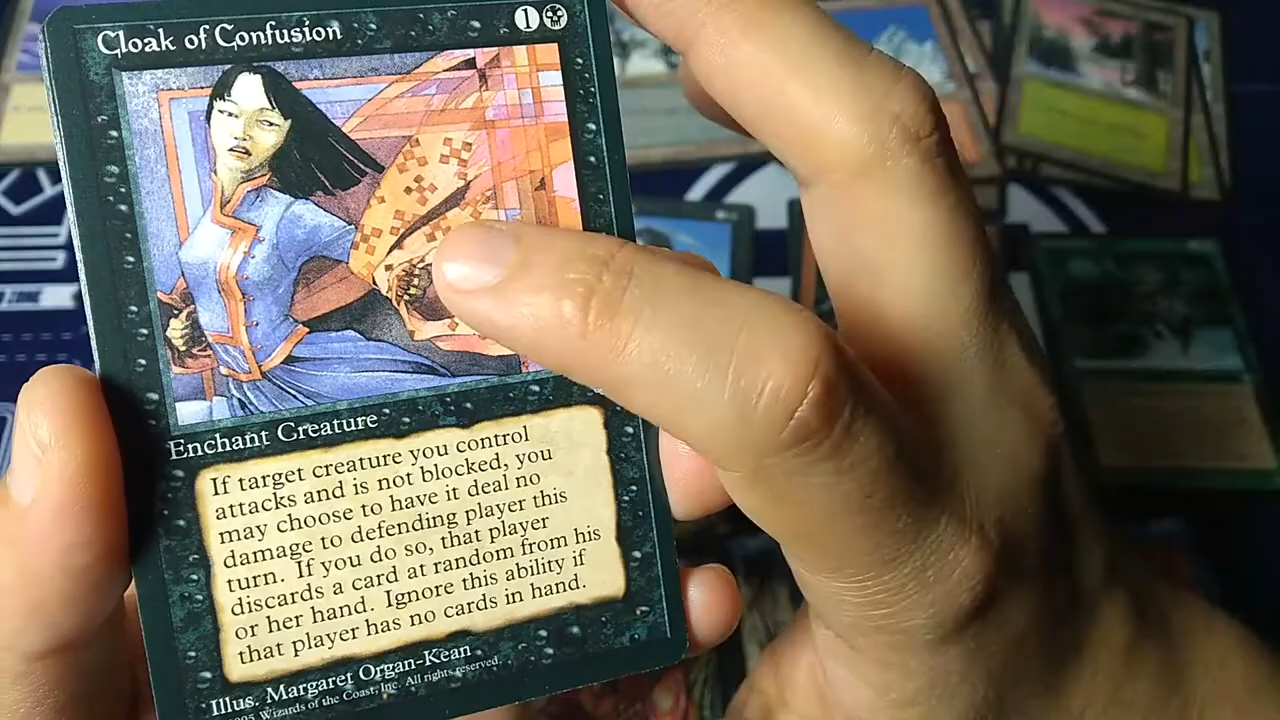 Cloak of Confusion 1
Enchant Creature
If target creature you control
attacks and is not blocked, you
may choose to have it deal no
damage to defending player this
turn. If you do so, that player
discards a card at random from his
or her hand. Ignore this ability if
that player has no cards in hand.
Illus. Margaret Organ-Kean
1995 Wizards of the Coast, Inc. All rights reserved.
ZONE